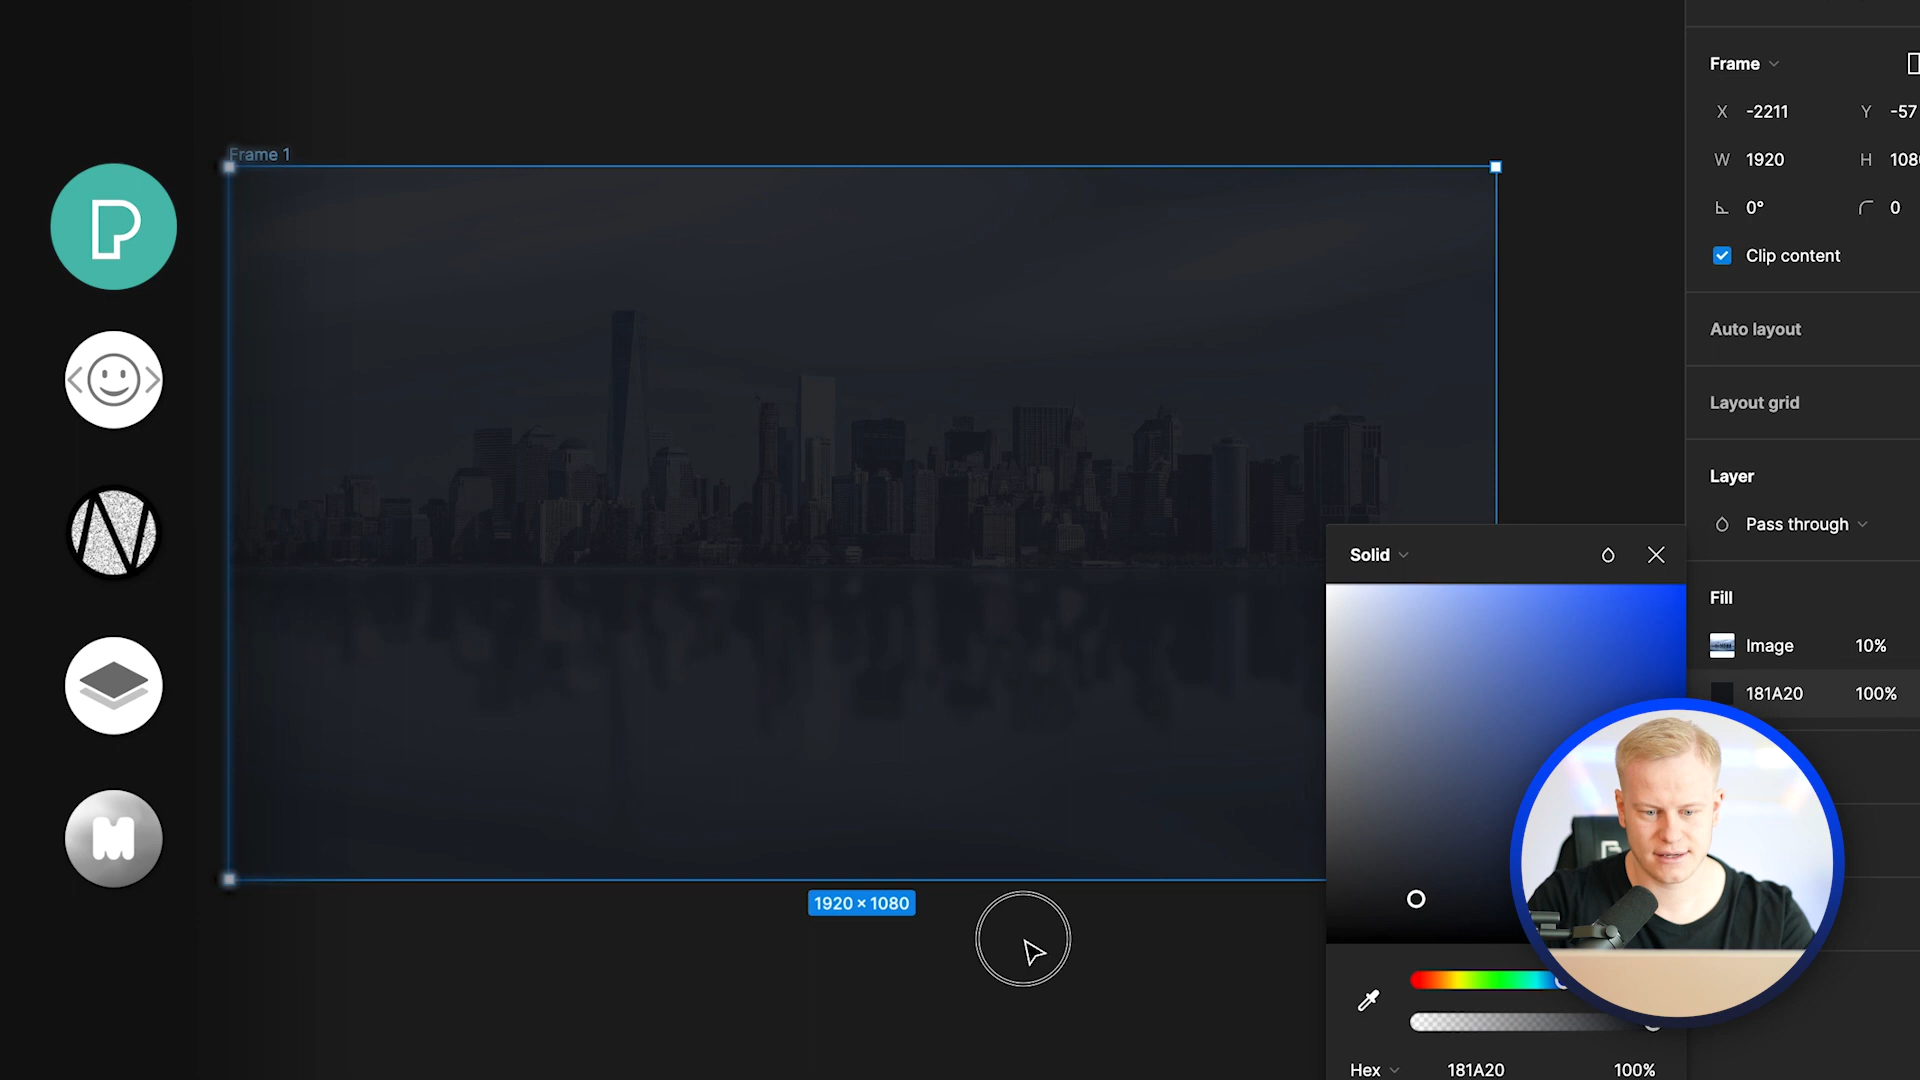 Frame
X -2211 Y -57
Frame 1
W 1920 H 108
0° 0
Clip content
Auto layout
Layout grid
Layer
Pass through
Solid
Fill
Image 10%
181A20 100%
1920 × 1080
Hex 181A20 100%